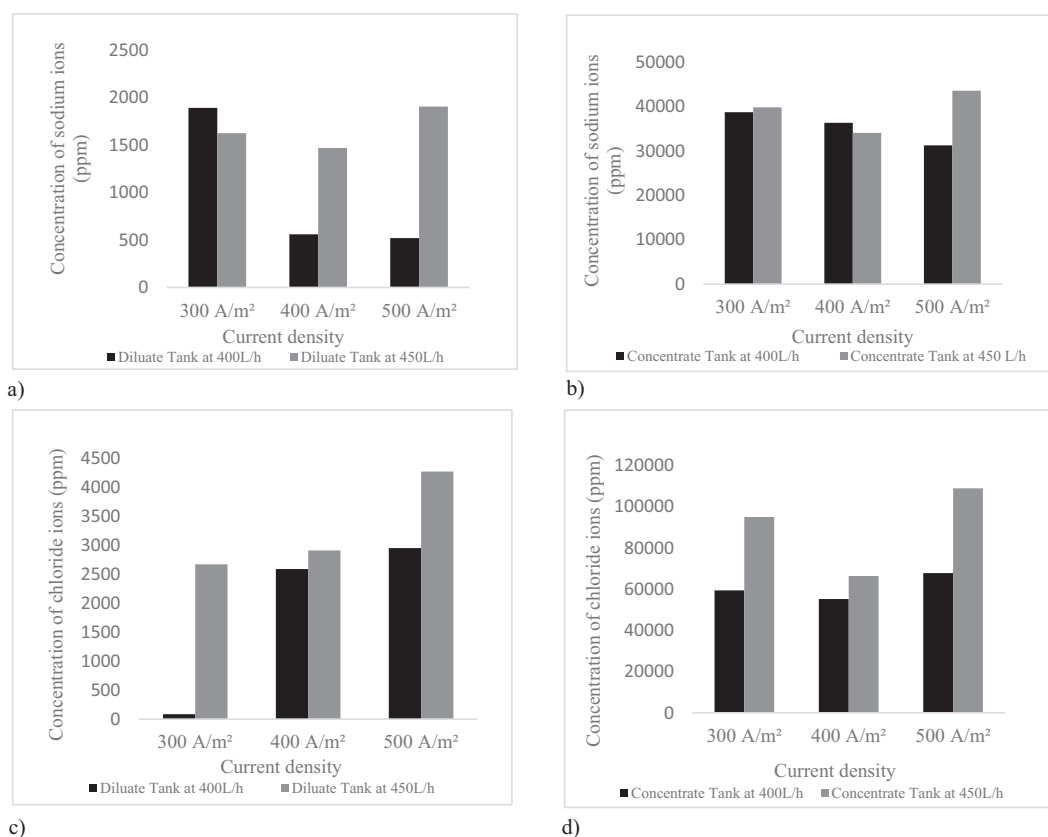 Concentration of sodium ions
(ppm)
2500
2000
1500
1000
500
0
300 A/m²
400 A/m²
500 A/m²
Current density
Diluate Tank at 400L/h
Diluate Tank at 450L/h
a)
Concentration of sodium ions
(ppm)
50000
40000
30000
20000
10000
0
300 A/m²
400 A/m²
500 A/m²
Current density
Concentrate Tank at 400L/h
Concentrate Tank at 450 L/h
b)
Concentration of chloride ions (ppm)
4500
4000
3500
3000
2500
2000
1500
1000
500
0
300 A/m²
400 A/m²
500 A/m²
Current density
Diluate Tank at 400L/h
Diluate Tank at 450L/h
c)
Concentration of chloride ions (ppm)
120000
100000
80000
60000
40000
20000
0
300 A/m²
400 A/m²
500 A/m²
Current density
Concentrate Tank at 400L/h
Concentrate Tank at 450L/h
d)